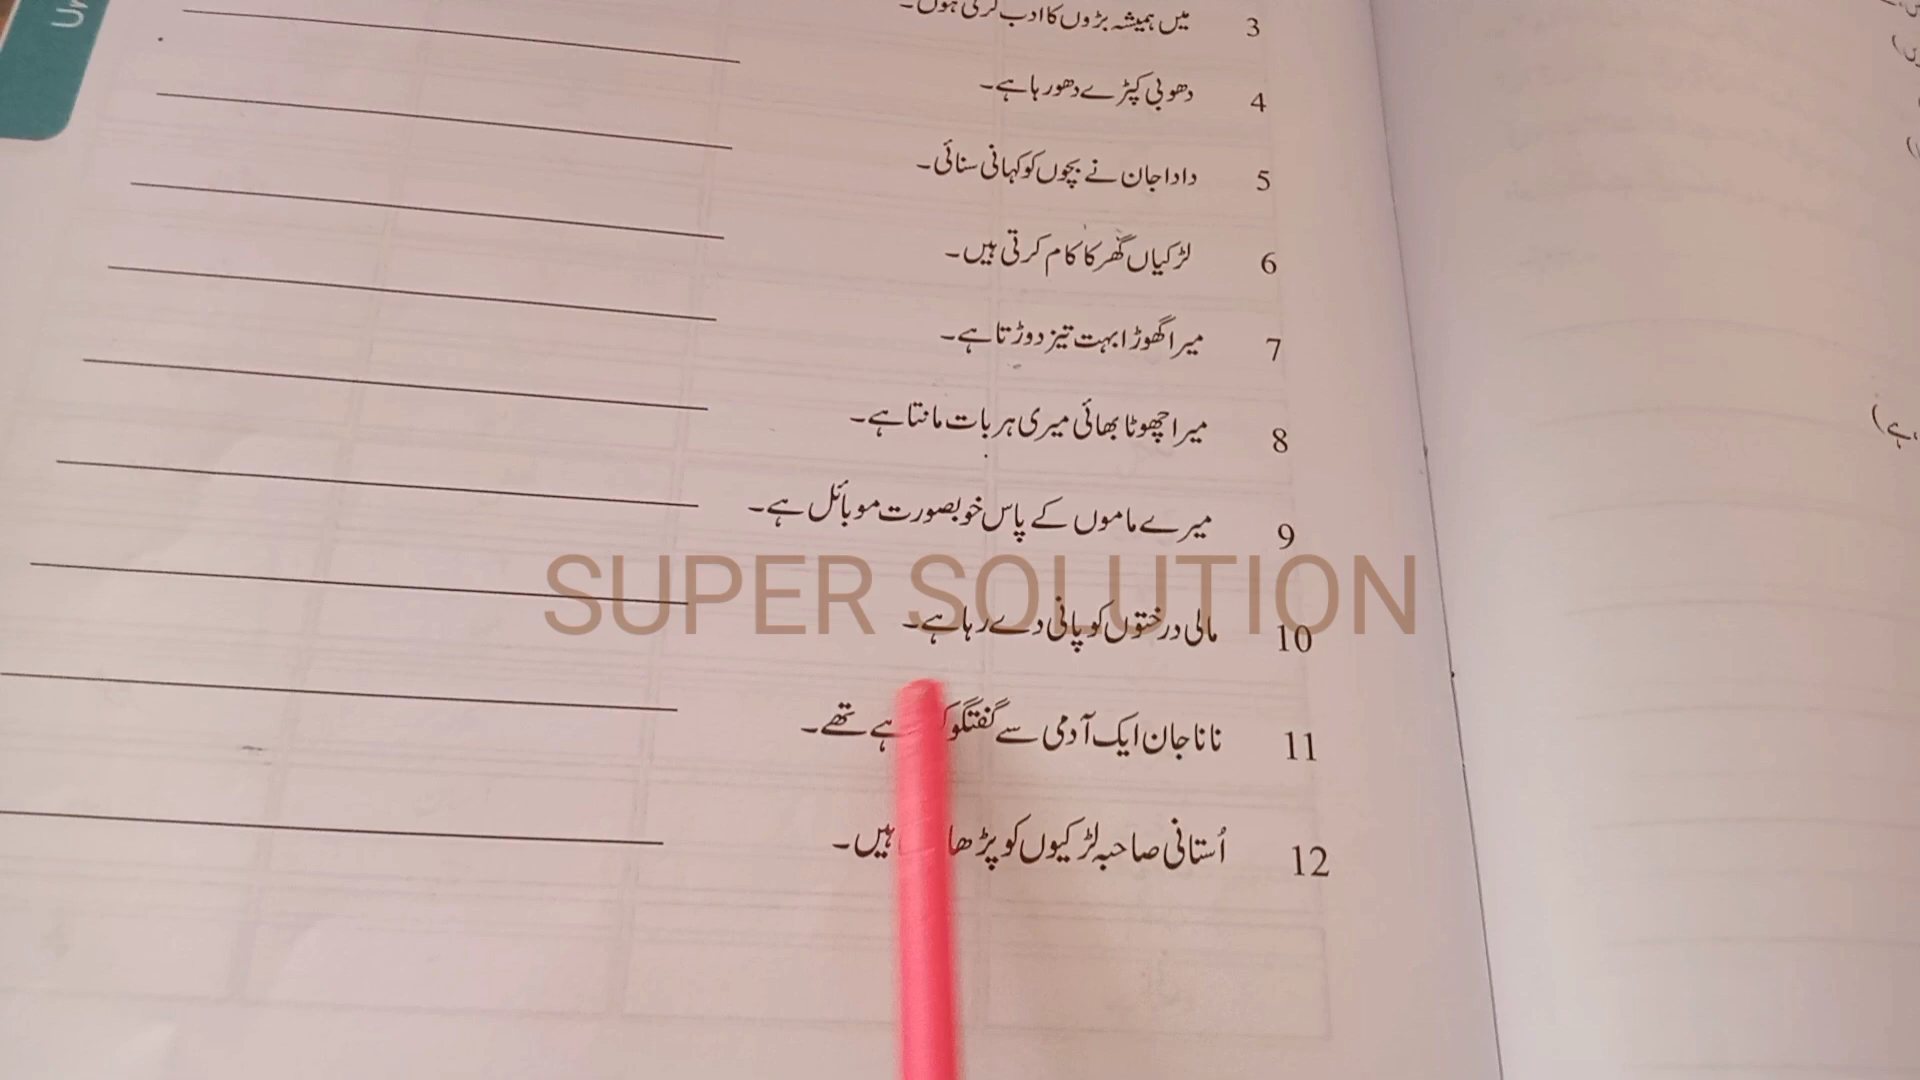 3 میں ہمیشہ بڑوں کا ادب کرتی ہوں۔
4 دھوبی کپڑے دھو رہا ہے۔
5 دادا جان نے بچوں کو کہانی سنائی۔
6 لڑکیاں گھر کا کام کرتی ہیں۔
7 میرا گھوڑا بہت تیز دوڑتا ہے۔
8 میرا چھوٹا بھائی میری ہر بات مانتا ہے۔
9 میرے ماموں کے پاس خوبصورت موبائل ہے۔
SUPER SOLUTION
10 مالی درختوں کو پانی دے رہا ہے۔
11 نانا جان ایک آدمی سے گفتگو تھے۔
12 اُستانی صاحبہ لڑکیوں کو ہیں۔
ہے)